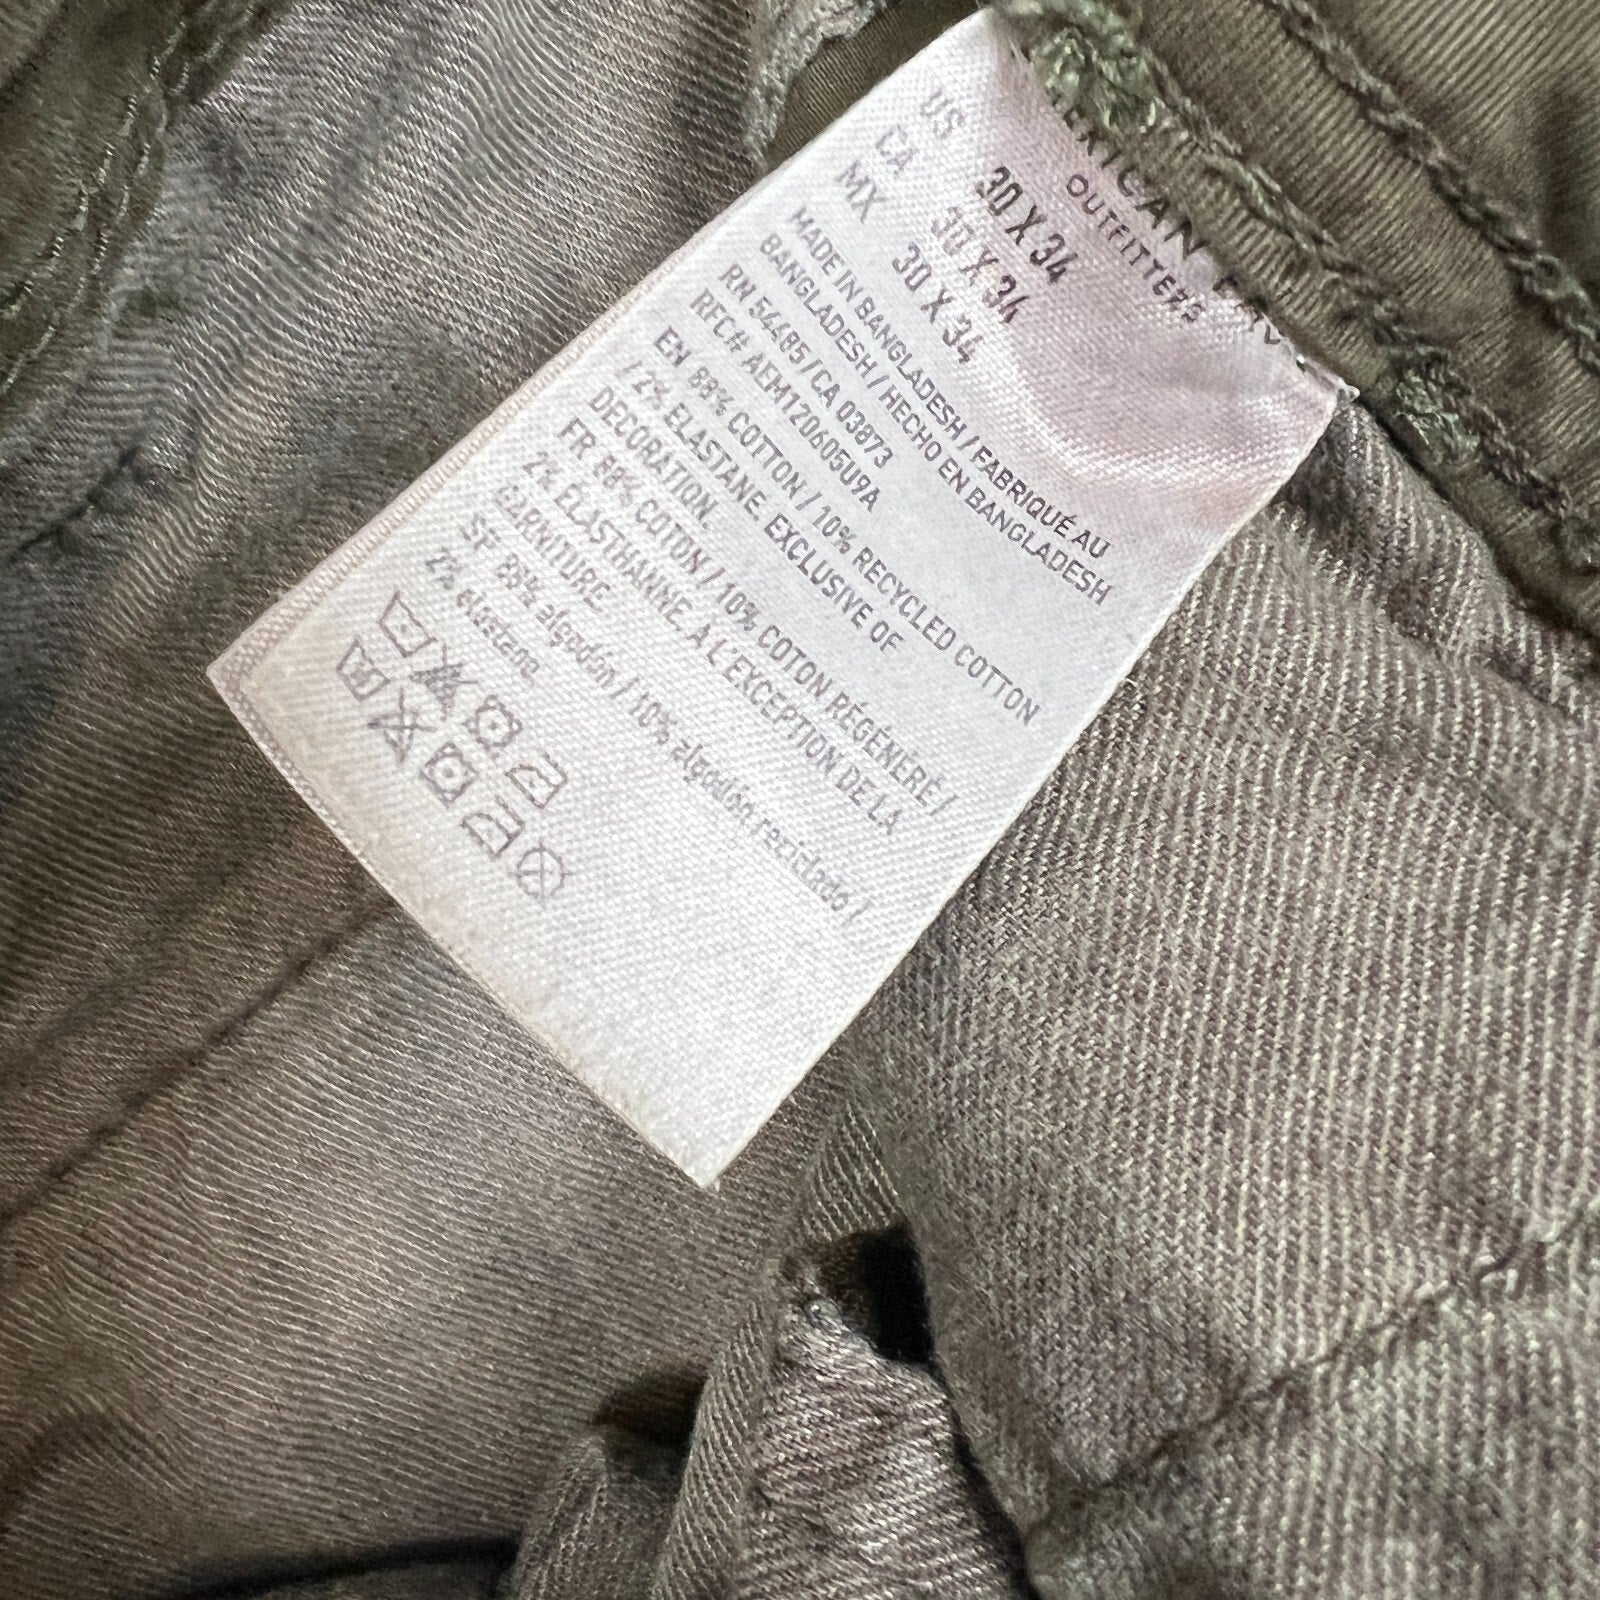 AMERICAN EAGLE
OUTFITTERS
US 30 X 34
CA 30 X 34
MX 30 X 34
MADE IN BANGLADESH / FABRIQUÉ AU
BANGLADESH / HECHO EN BANGLADESH
RN 54485 / CA 03873
RFC# AEM120605U9A
EN 88% COTTON / 10% RECYCLED COTTON
/ 2% ELASTANE. EXCLUSIVE OF
DECORATION.
FR 88% COTON / 10% COTON RÉGÉNÉRÉ /
2% ÉLASTHANNE. À L'EXCEPTION DE LA
GARNITURE.
SP 88% algodón / 10% algodón reciclado /
2% elastano.